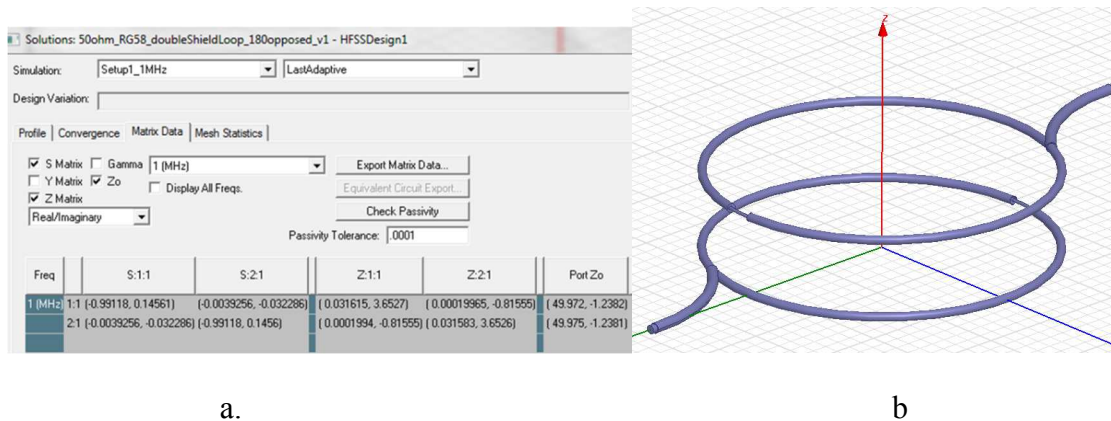 Solutions: 50ohm_RG58_doubleShieldLoop_180opposed_v1 - HFSSDesign1
Simulation: Setup1_1MHz LastAdaptive
Design Variation:
Profile Convergence Matrix Data Mesh Statistics
S Matrix Gamma 1 (MHz) Export Matrix Data...
Y Matrix Zo Display All Freqs. Equivalent Circuit Export...
Z Matrix Check Passivity
Real/Imaginary
Passivity Tolerance: .0001
Freq S:1:1 S:2:1 Z:1:1 Z:2:1 Port Zo
1 (MHz) 1:1 (-0.99118, 0.14561) (-0.0039256, -0.032286) ( 0.031615, 3.6527) ( 0.00019965, -0.81555) ( 49.972, -1.2382)
2:1 (-0.0039256, -0.032286) (-0.99118, 0.1456) ( 0.0001994, -0.81555) ( 0.031583, 3.6526) ( 49.975, -1.2381)
z
a. b